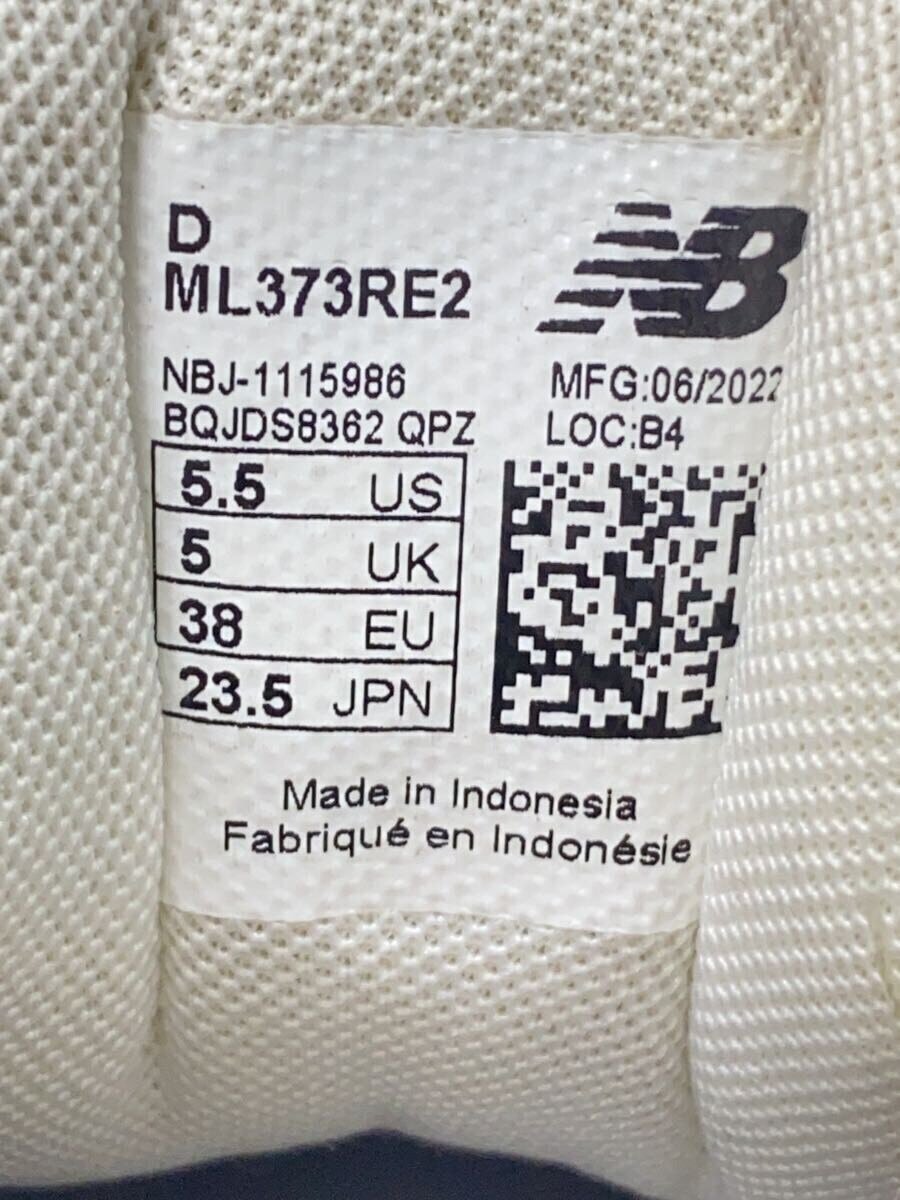 D
ML373RE2
NB
NBJ-1115986
MFG:06/2022
BQJDS8362 QPZ
LOC:B4
5.5 US
5 UK
38 EU
23.5 JPN
Made in Indonesia
Fabriqué en Indonésie